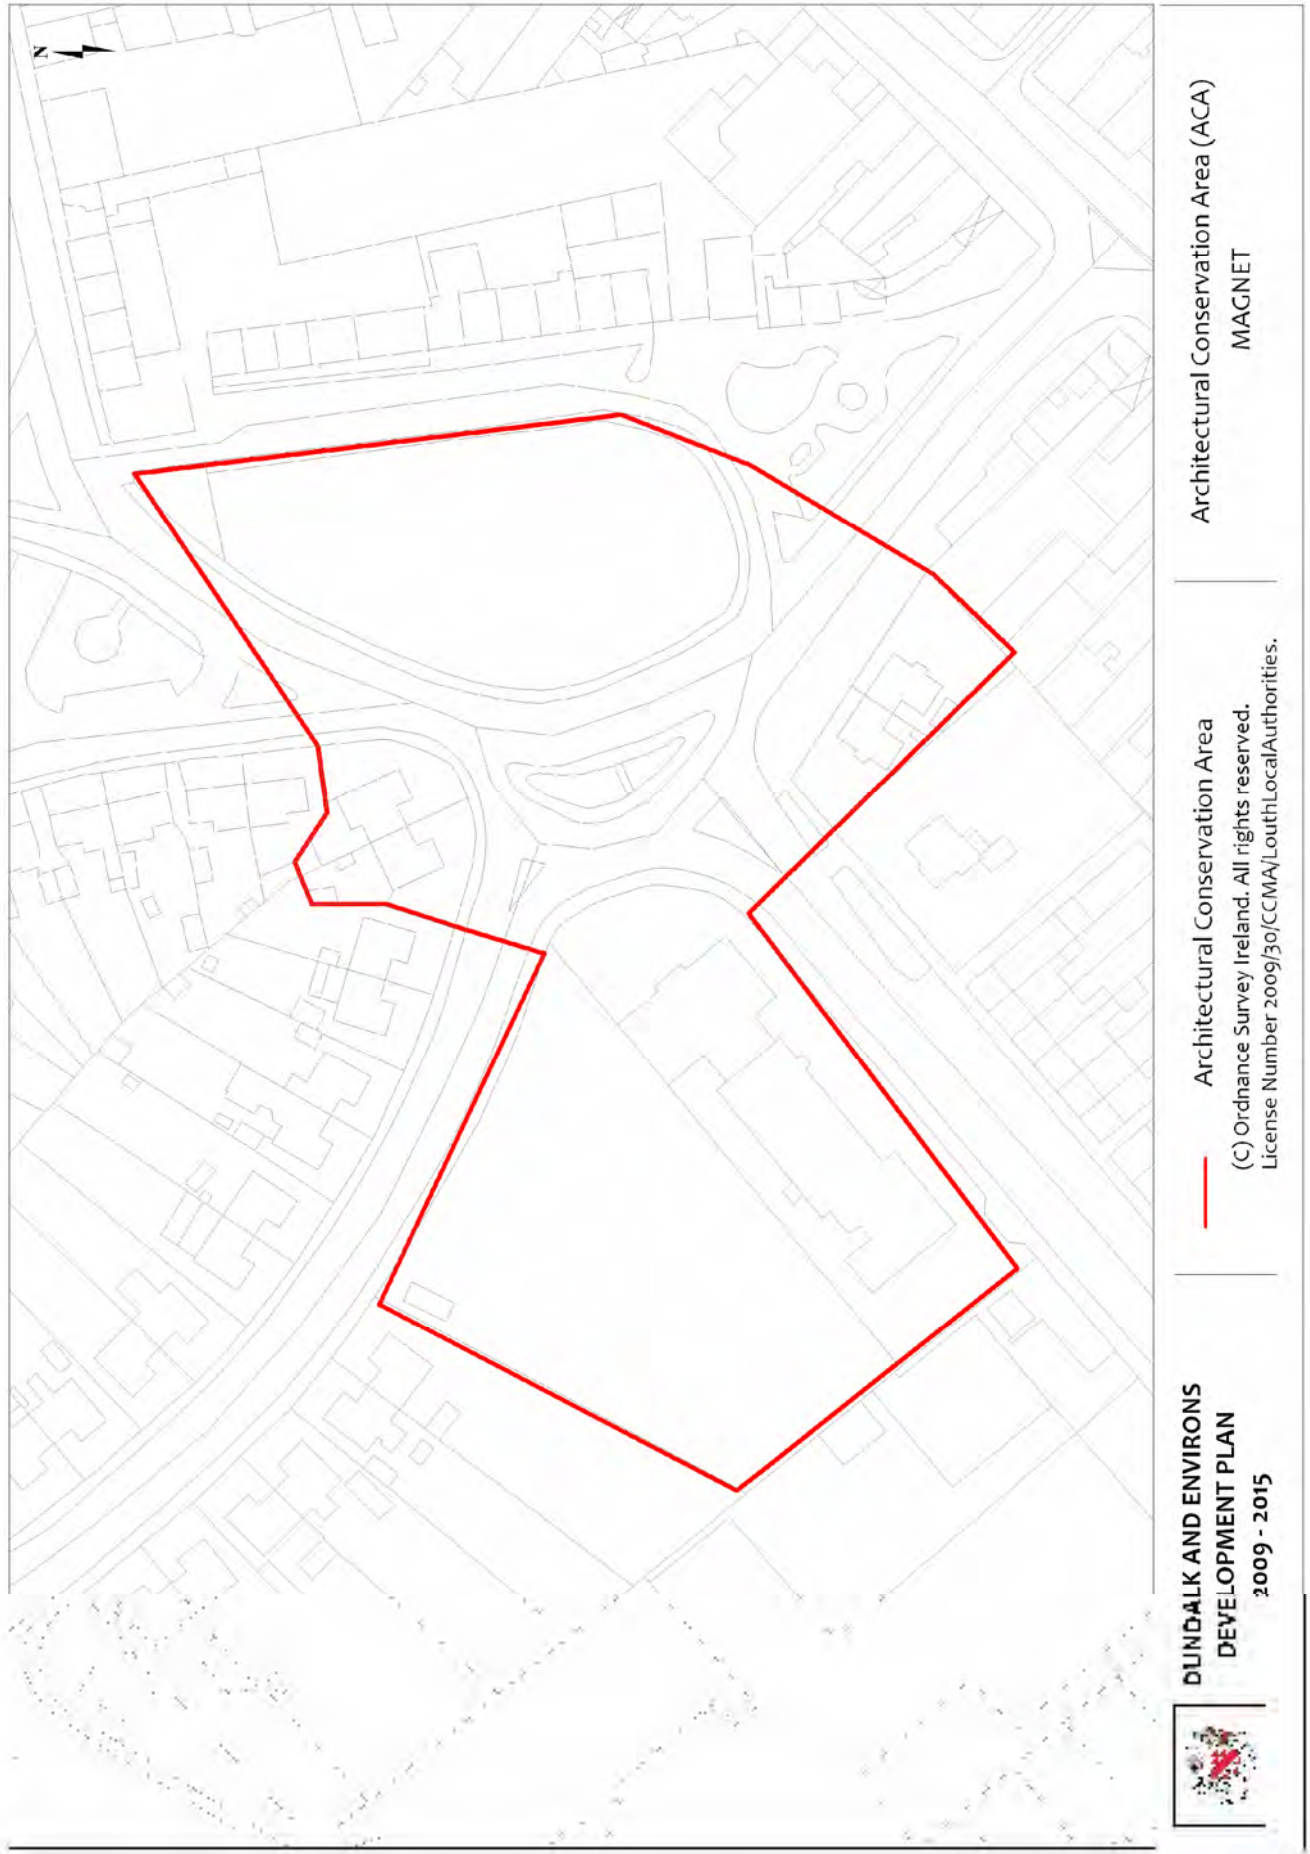 N
DUNDALK AND ENVIRONS
DEVELOPMENT PLAN
2009 - 2015
Architectural Conservation Area
(C) Ordnance Survey Ireland. All rights reserved.
License Number 2009/30/CCMA/LouthLocalAuthorities.
Architectural Conservation Area (ACA)
MAGNET